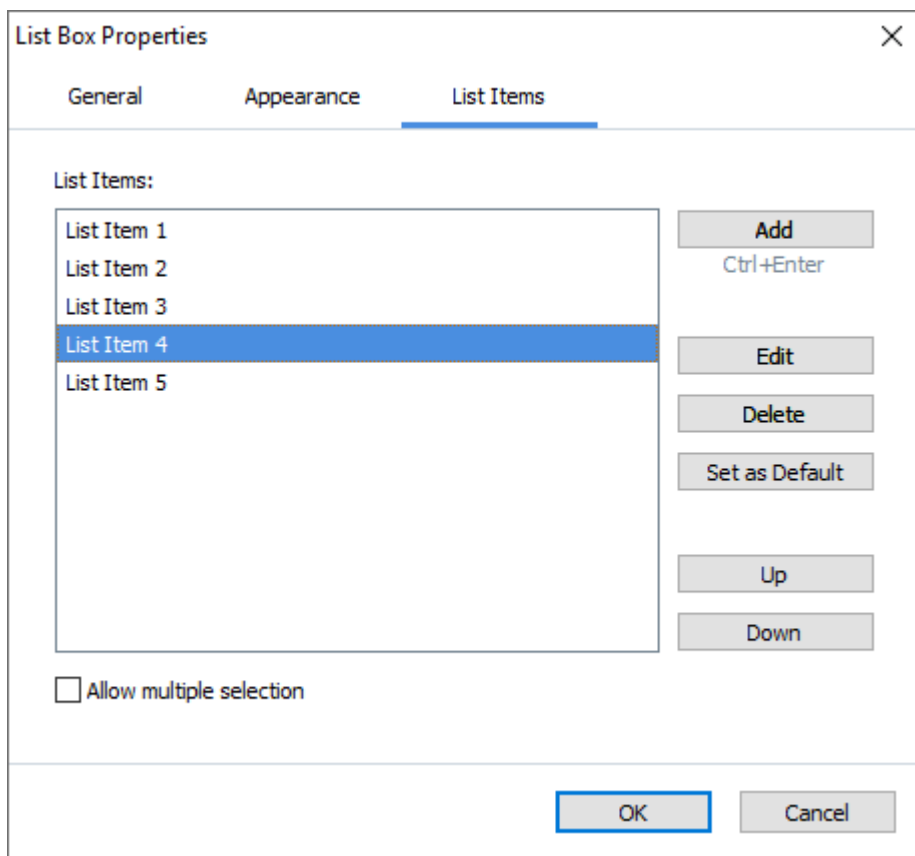 List Box Properties
General Appearance List Items
List Items:
List Item 1
List Item 2
List Item 3
List Item 4
List Item 5
Add
Ctrl+Enter
Edit
Delete
Set as Default
Up
Down
Allow multiple selection
OK Cancel